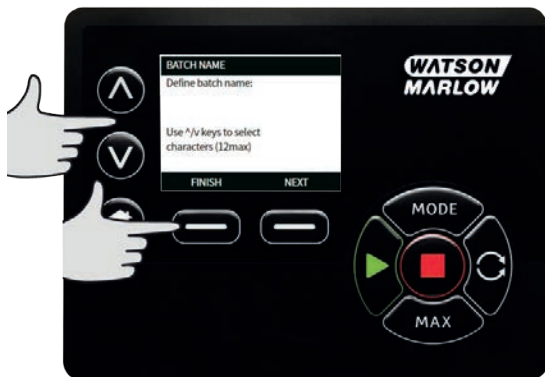 BATCH NAME
Define batch name:
Use ^/v keys to select
characters (12max)
FINISH NEXT
WATSON
MARLOW
MODE
MAX